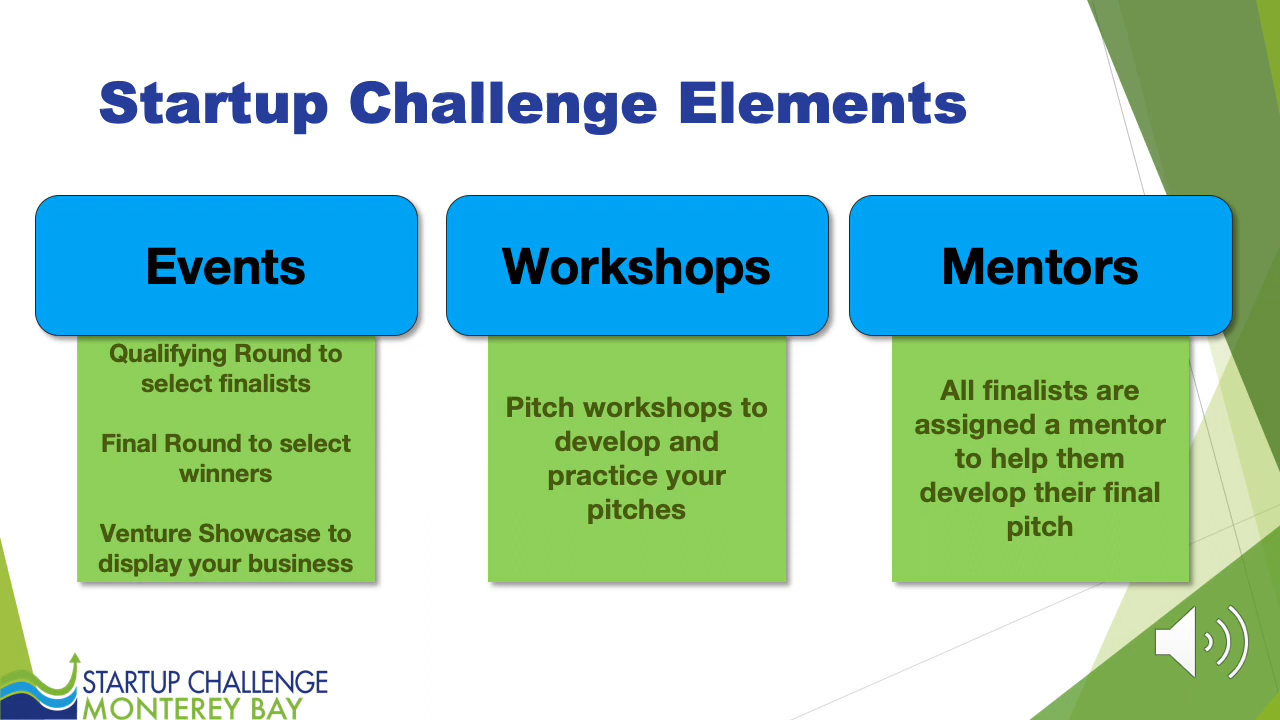 Startup Challenge Elements
Events
Qualifying Round to
select finalists
Final Round to select
winners
Venture Showcase to
display your business
Workshops
Pitch workshops to
develop and
practice your
pitches
Mentors
All finalists are
assigned a mentor
to help them
develop their final
pitch
STARTUP CHALLENGE
MONTEREY BAY